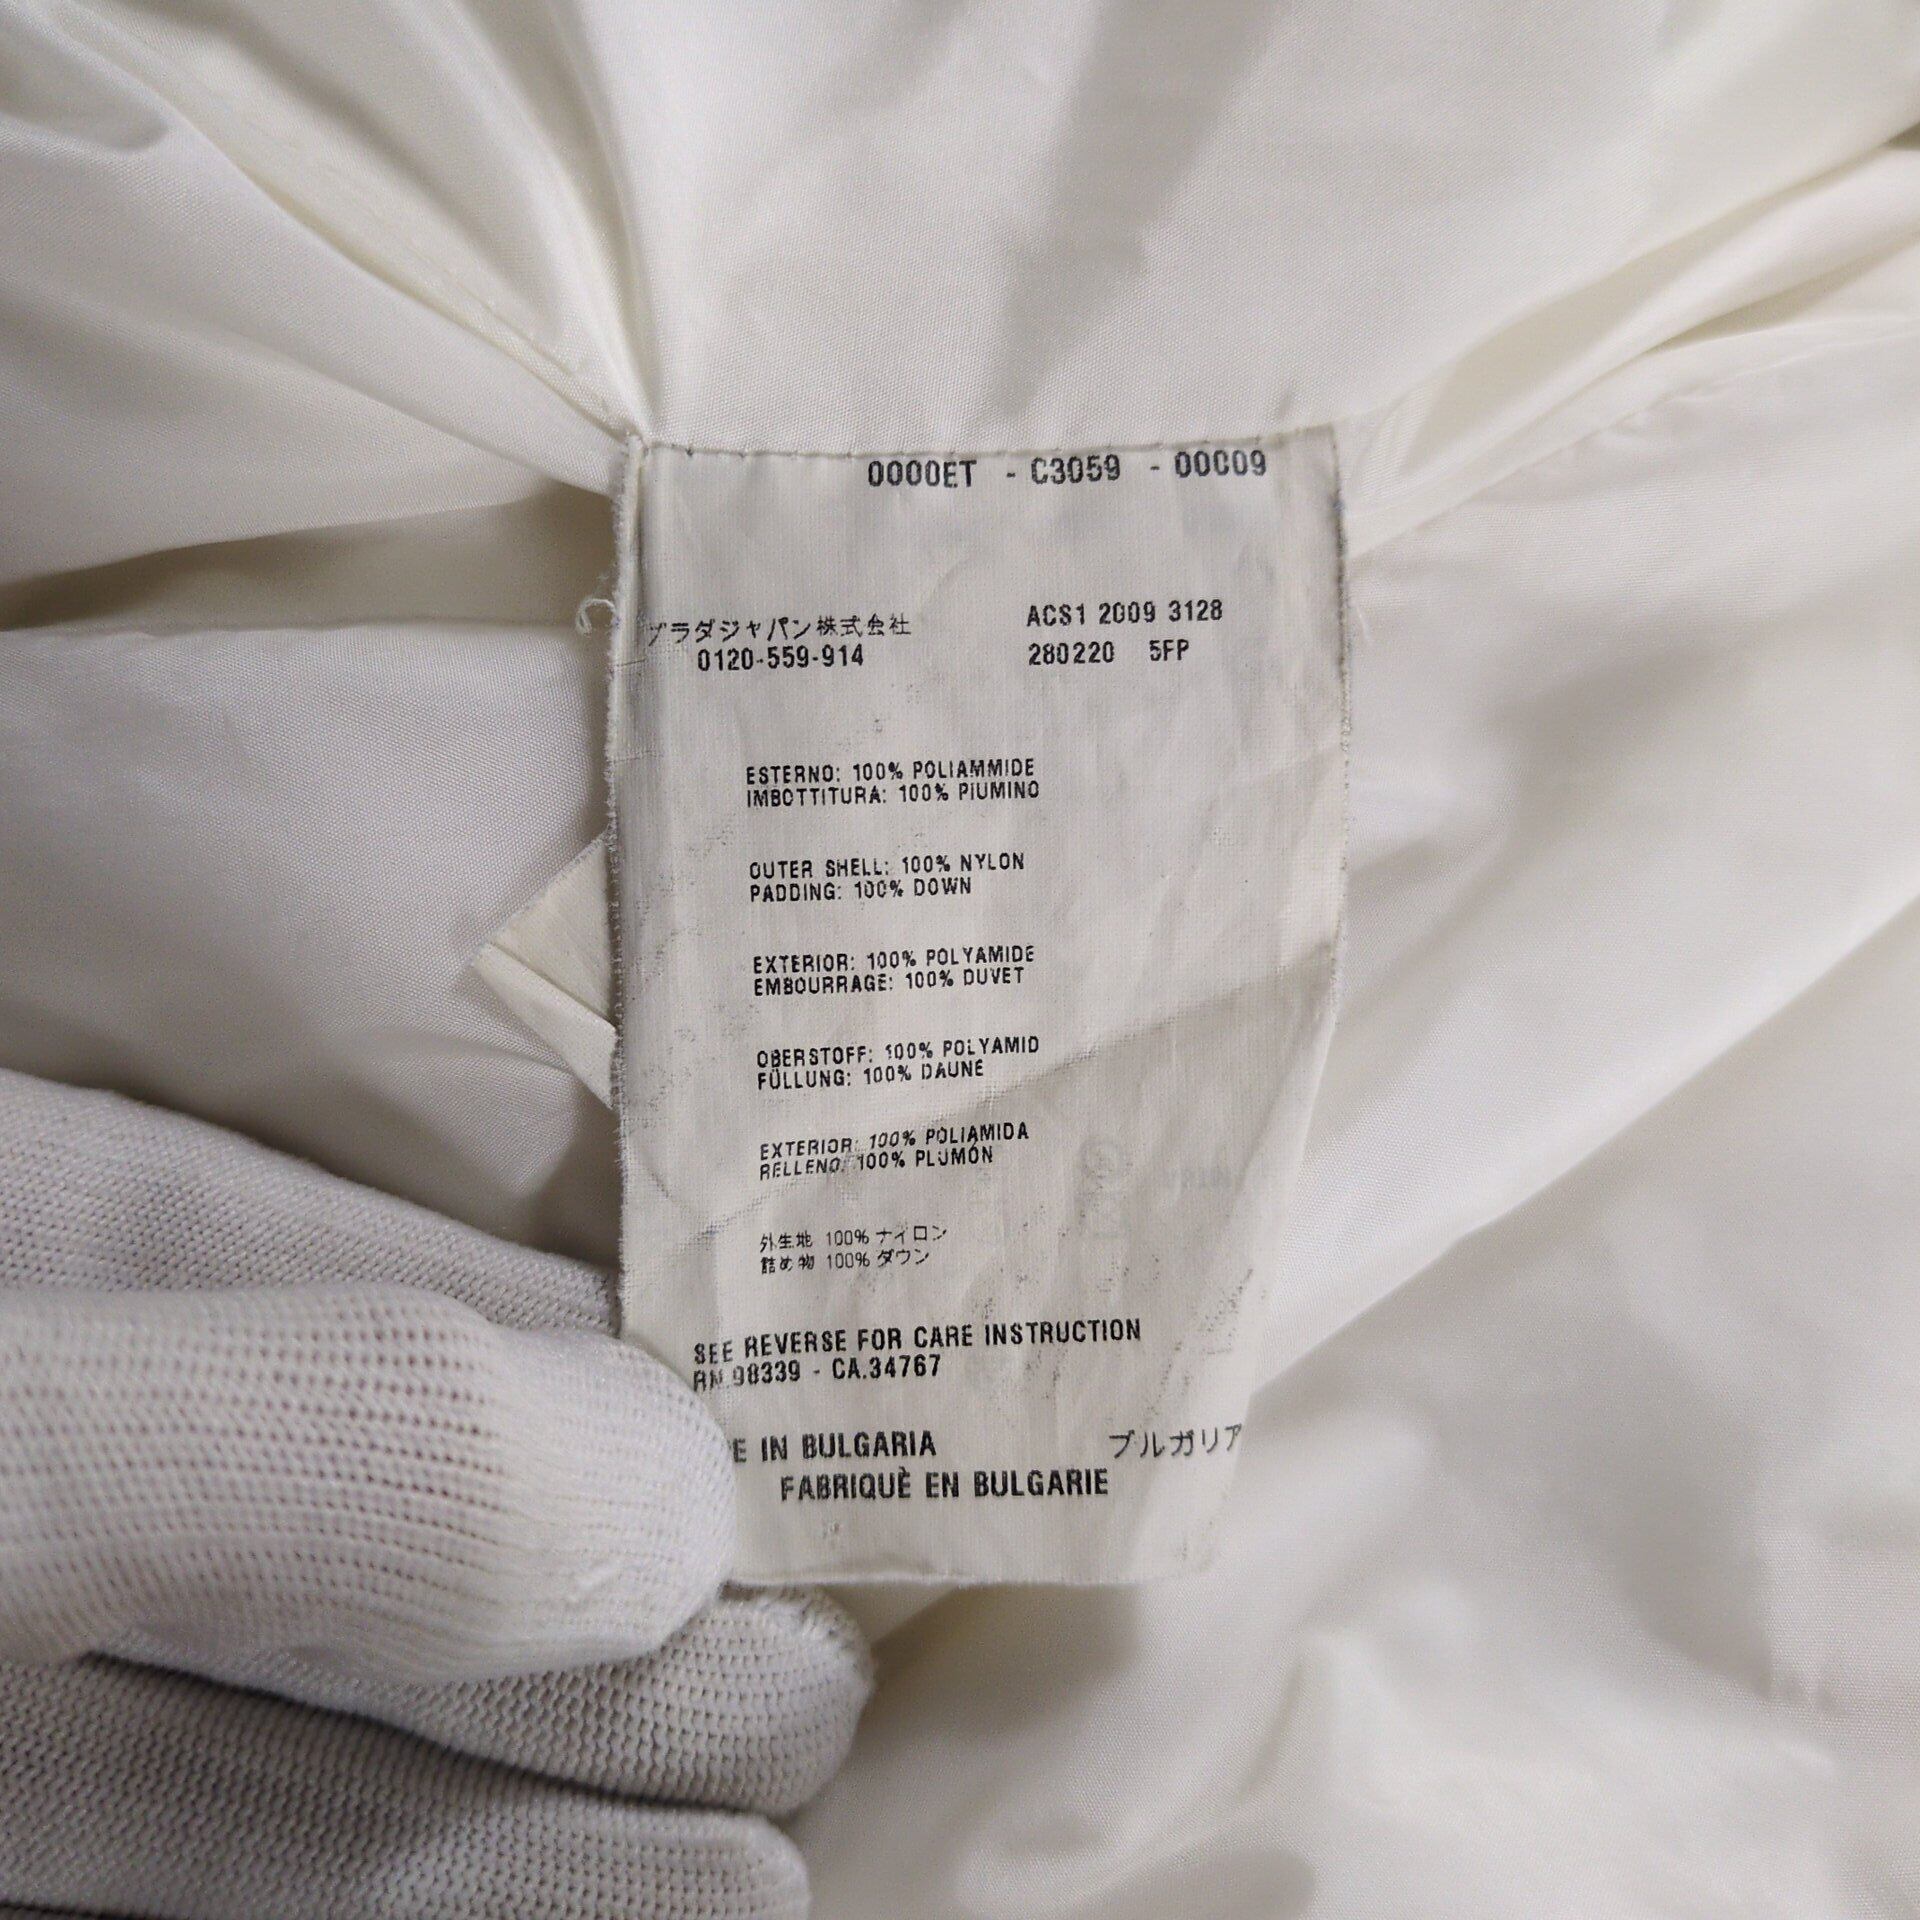 0000ET - C3059 - 00C09
プラダジャパン株式会社
0120-559-914
ACS1 2009 3128
280220 5FP
ESTERNO: 100% POLIAMMIDE
IMBOTTITURA: 100% PIUMINO
OUTER SHELL: 100% NYLON
PADDING: 100% DOWN
EXTERIOR: 100% POLYAMIDE
EMBOURRAGE: 100% DUVET
OBERSTOFF: 100% POLYAMID
FÜLLUNG: 100% DAUNE
EXTERIOR: 100% POLIAMIDA
RELLENO: 100% PLUMÓN
外生地 100% ナイロン
詰め物 100% ダウン
SEE REVERSE FOR CARE INSTRUCTION
RN.98339 - CA.34767
E IN BULGARIA ブルガリア
FABRIQUÈ EN BULGARIE